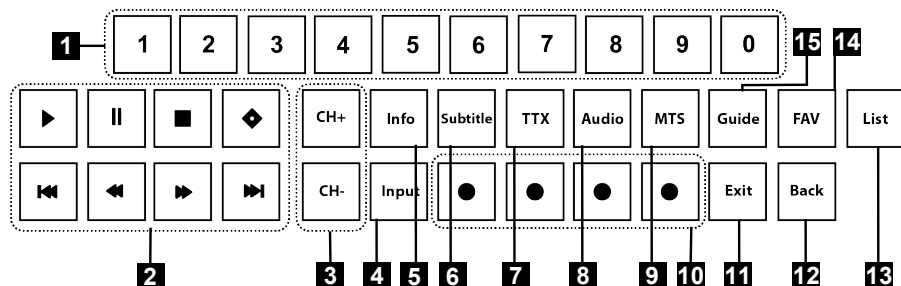 1 1 2 3 4 5 6 7 8 9 0 15 14
CH+ Info Subtitle TTX Audio MTS Guide FAV List
CH- Input Exit Back
2 3 4 5 6 7 8 9 10 11 12 13